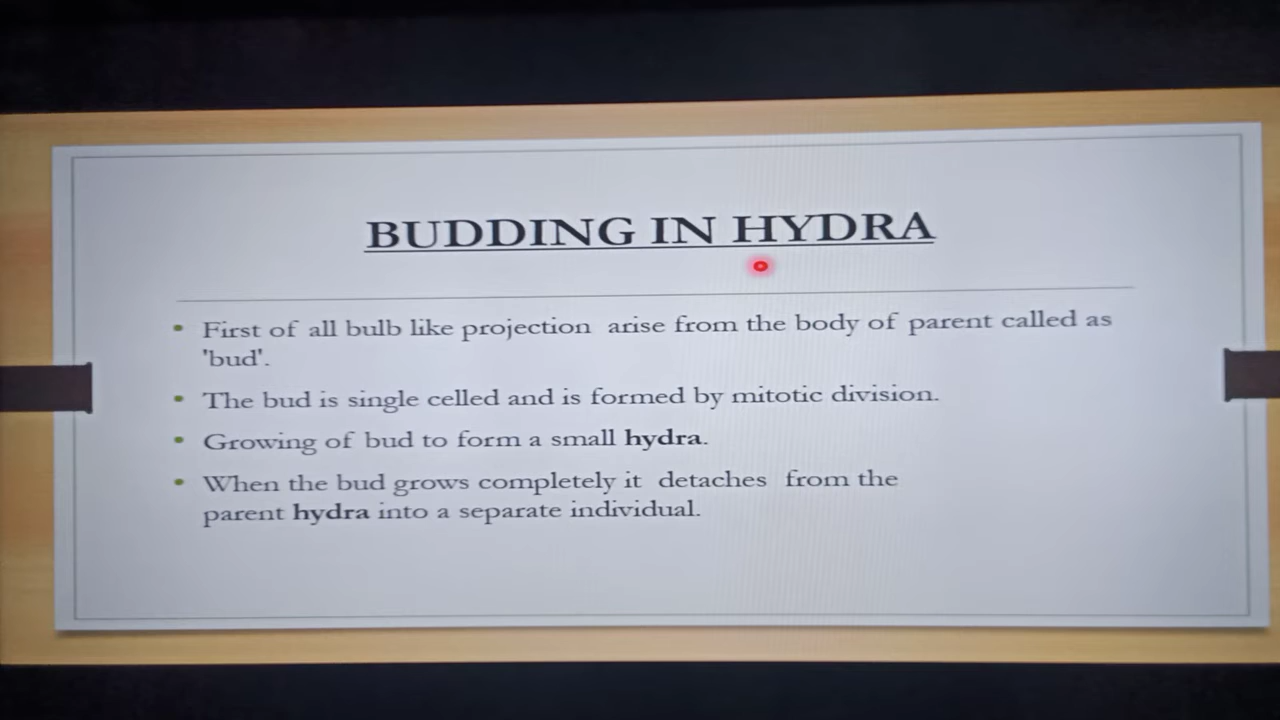 BUDDING IN HYDRA
• First of all bulb like projection arise from the body of parent called as
'bud'.
• The bud is single celled and is formed by mitotic division.
• Growing of bud to form a small hydra.
• When the bud grows completely it detaches from the
parent hydra into a separate individual.